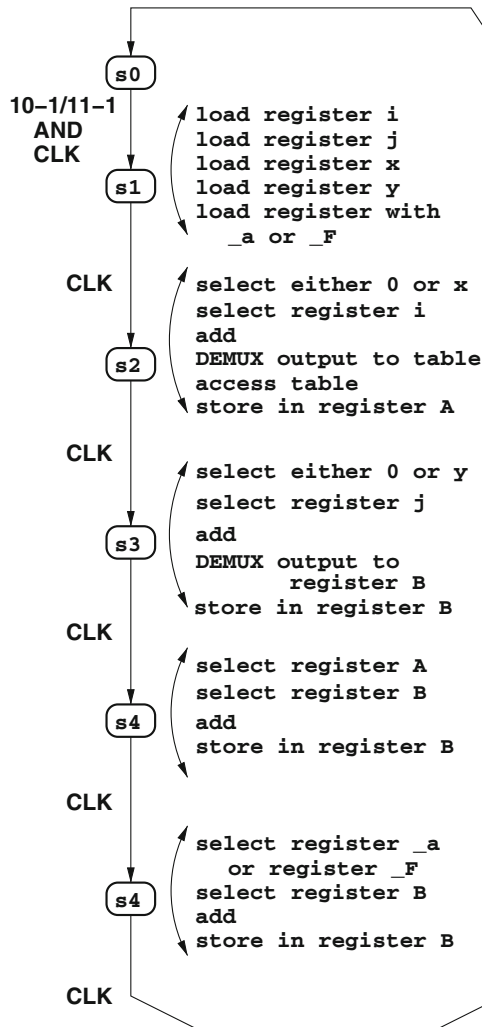 s0
10–1/11–1
AND
CLK
load register i
load register j
load register x
load register y
load register with
_a or _F
s1
CLK
select either 0 or x
select register i
add
DEMUX output to table
access table
store in register A
s2
CLK
select either 0 or y
select register j
add
DEMUX output to
register B
store in register B
s3
CLK
select register A
select register B
add
store in register B
s4
CLK
select register _a
or register _F
select register B
add
store in register B
s4
CLK